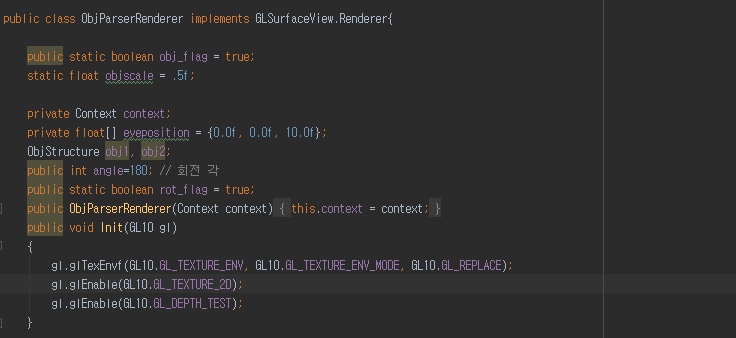 public class ObjParserRenderer implements GLSurfaceView.Renderer{
public static boolean obj_flag = true;
static float objscale = .5f;
private Context context;
private float[] eyeposition = {0.0f, 0.0f, 10.0f};
ObjStructure obj1, obj2;
public int angle=180; // 회전 각
public static boolean rot_flag = true;
public ObjParserRenderer(Context context) { this.context = context; }
public void Init(GL10 gl)
{
gl.glTexEnvf(GL10.GL_TEXTURE_ENV, GL10.GL_TEXTURE_ENV_MODE, GL10.GL_REPLACE);
gl.glEnable(GL10.GL_TEXTURE_2D);
gl.glEnable(GL10.GL_DEPTH_TEST);
}